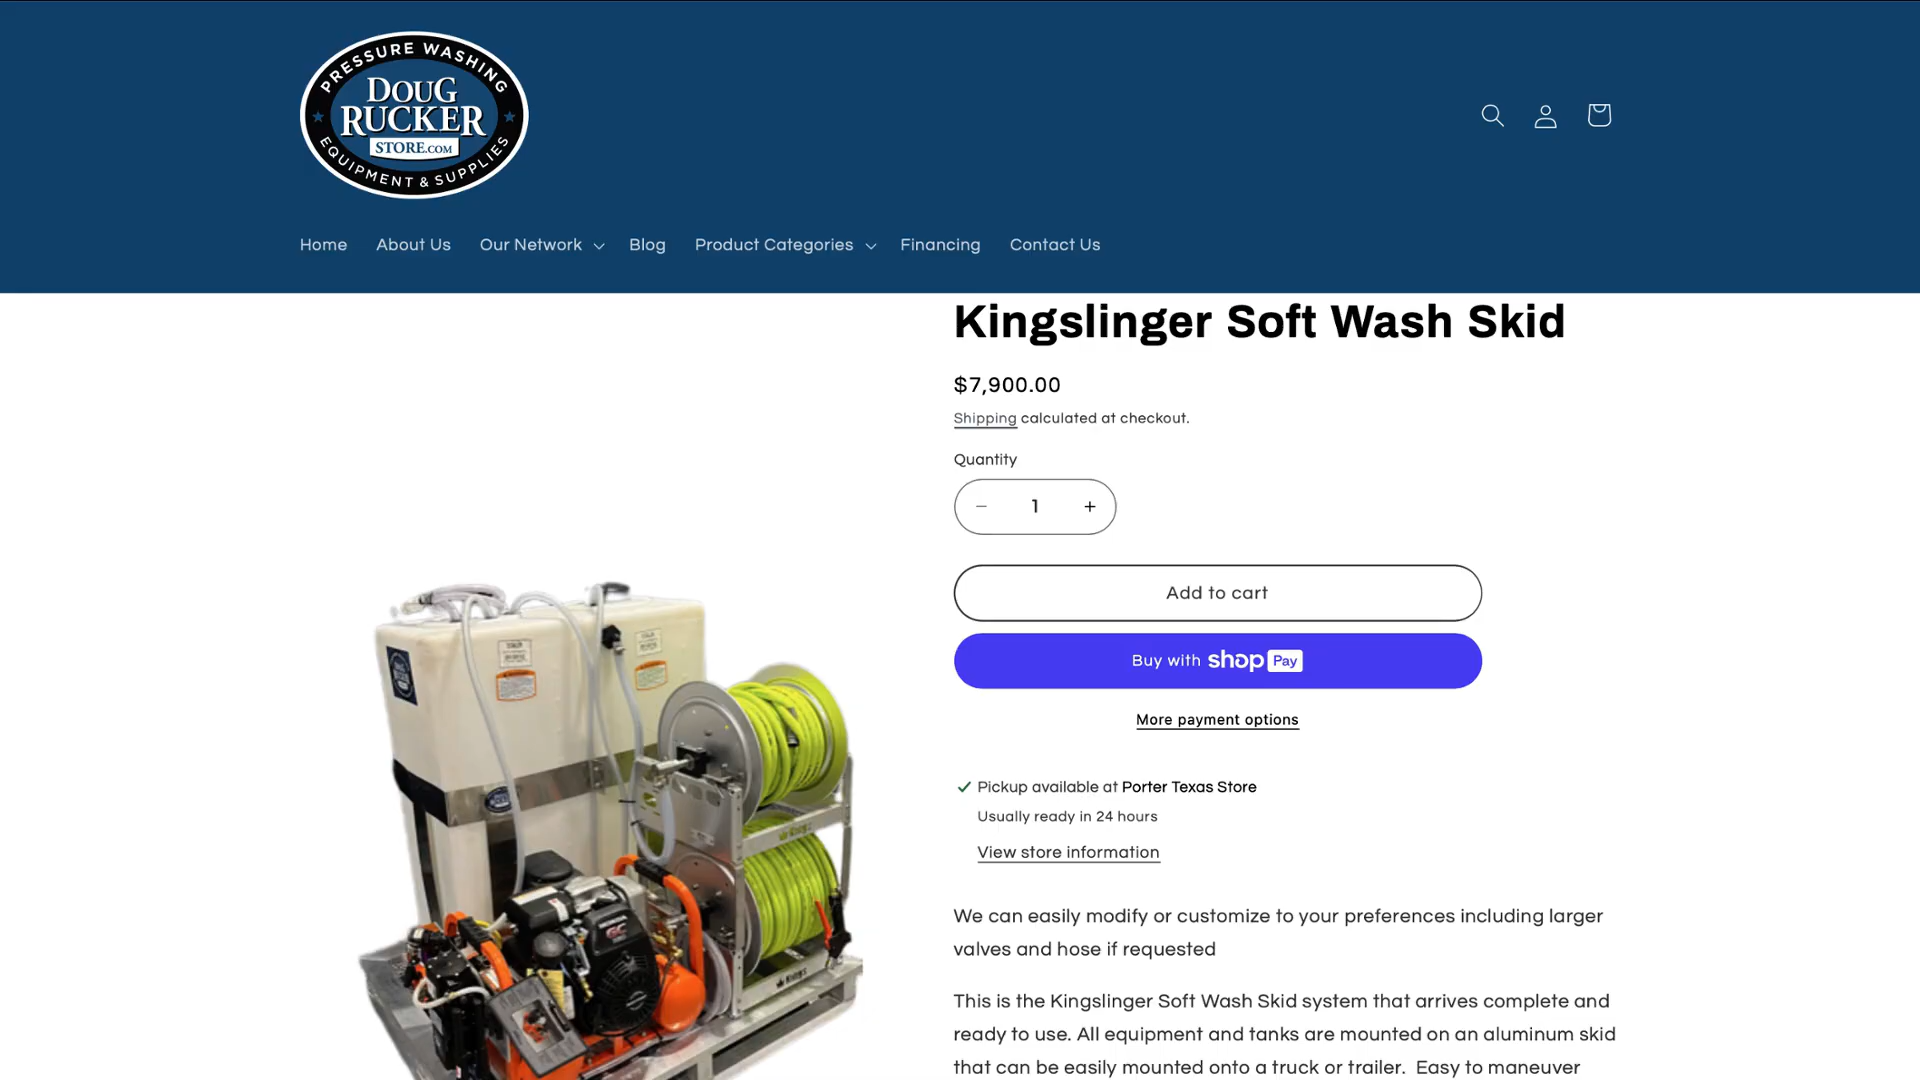 PRESSURE WASHING
DOUG
RUCKER
STORE.COM
EQUIPMENT & SUPPLIES
Home About Us Our Network Blog Product Categories Financing Contact Us
Kingslinger Soft Wash Skid
$7,900.00
Shipping calculated at checkout.
Quantity
− 1 +
Add to cart
Buy with shop Pay
More payment options
Pickup available at Porter Texas Store
Usually ready in 24 hours
View store information
We can easily modify or customize to your preferences including larger
valves and hose if requested
This is the Kingslinger Soft Wash Skid system that arrives complete and
ready to use. All equipment and tanks are mounted on an aluminum skid
that can be easily mounted onto a truck or trailer. Easy to maneuver